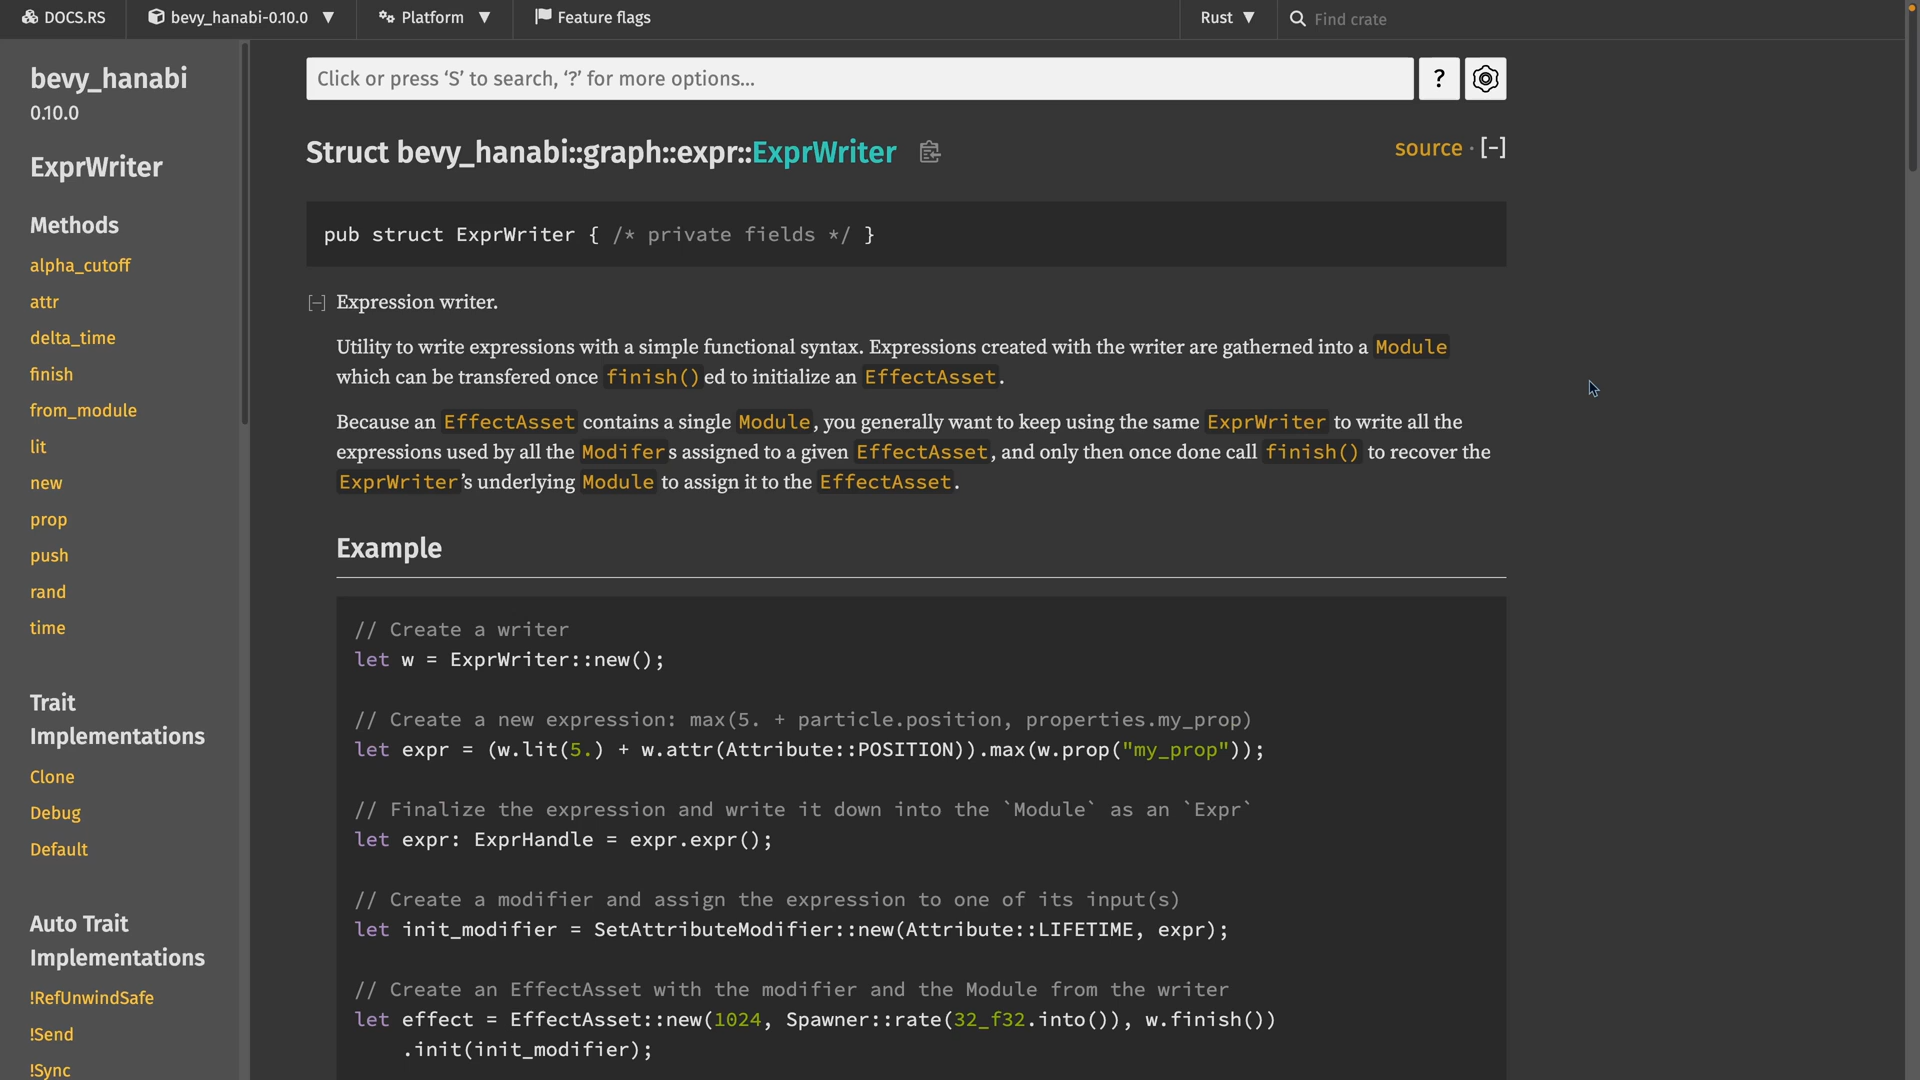 DOCS.RS
bevy_hanabi-0.10.0
Platform
Feature flags
Rust
Find crate
bevy_hanabi
0.10.0
ExprWriter
Methods
alpha_cutoff
attr
delta_time
finish
from_module
lit
new
prop
push
rand
time
Trait
Implementations
Clone
Debug
Default
Auto Trait
Implementations
!RefUnwindSafe
!Send
!Sync
Click or press ‘S’ to search, ‘?’ for more options…
?
Struct bevy_hanabi::graph::expr::ExprWriter
source · [−]
pub struct ExprWriter { /* private fields */ }
[−] Expression writer.
Utility to write expressions with a simple functional syntax. Expressions created with the writer are gatherned into a Module
which can be transfered once finish()ed to initialize an EffectAsset.
Because an EffectAsset contains a single Module, you generally want to keep using the same ExprWriter to write all the
expressions used by all the Modifers assigned to a given EffectAsset, and only then once done call finish() to recover the
ExprWriter’s underlying Module to assign it to the EffectAsset.
Example
// Create a writer
let w = ExprWriter::new();
// Create a new expression: max(5. + particle.position, properties.my_prop)
let expr = (w.lit(5.) + w.attr(Attribute::POSITION)).max(w.prop("my_prop"));
// Finalize the expression and write it down into the `Module` as an `Expr`
let expr: ExprHandle = expr.expr();
// Create a modifier and assign the expression to one of its input(s)
let init_modifier = SetAttributeModifier::new(Attribute::LIFETIME, expr);
// Create an EffectAsset with the modifier and the Module from the writer
let effect = EffectAsset::new(1024, Spawner::rate(32_f32.into()), w.finish())
.init(init_modifier);